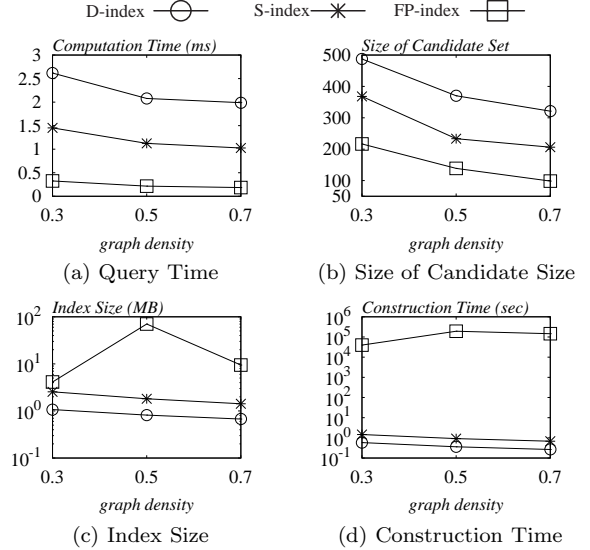 D-index S-index FP-index
Computation Time (ms)
3
2.5
2
1.5
1
0.5
0
0.3 0.5 0.7
graph density
(a) Query Time
Size of Candidate Set
500
400
300
200
100
50
0.3 0.5 0.7
graph density
(b) Size of Candidate Size
Index Size (MB)
10^2
10^1
10^0
10^-1
0.3 0.5 0.7
graph density
(c) Index Size
Construction Time (sec)
10^6
10^5
10^4
10^3
10^2
10^1
10^0
10^-1
0.3 0.5 0.7
graph density
(d) Construction Time